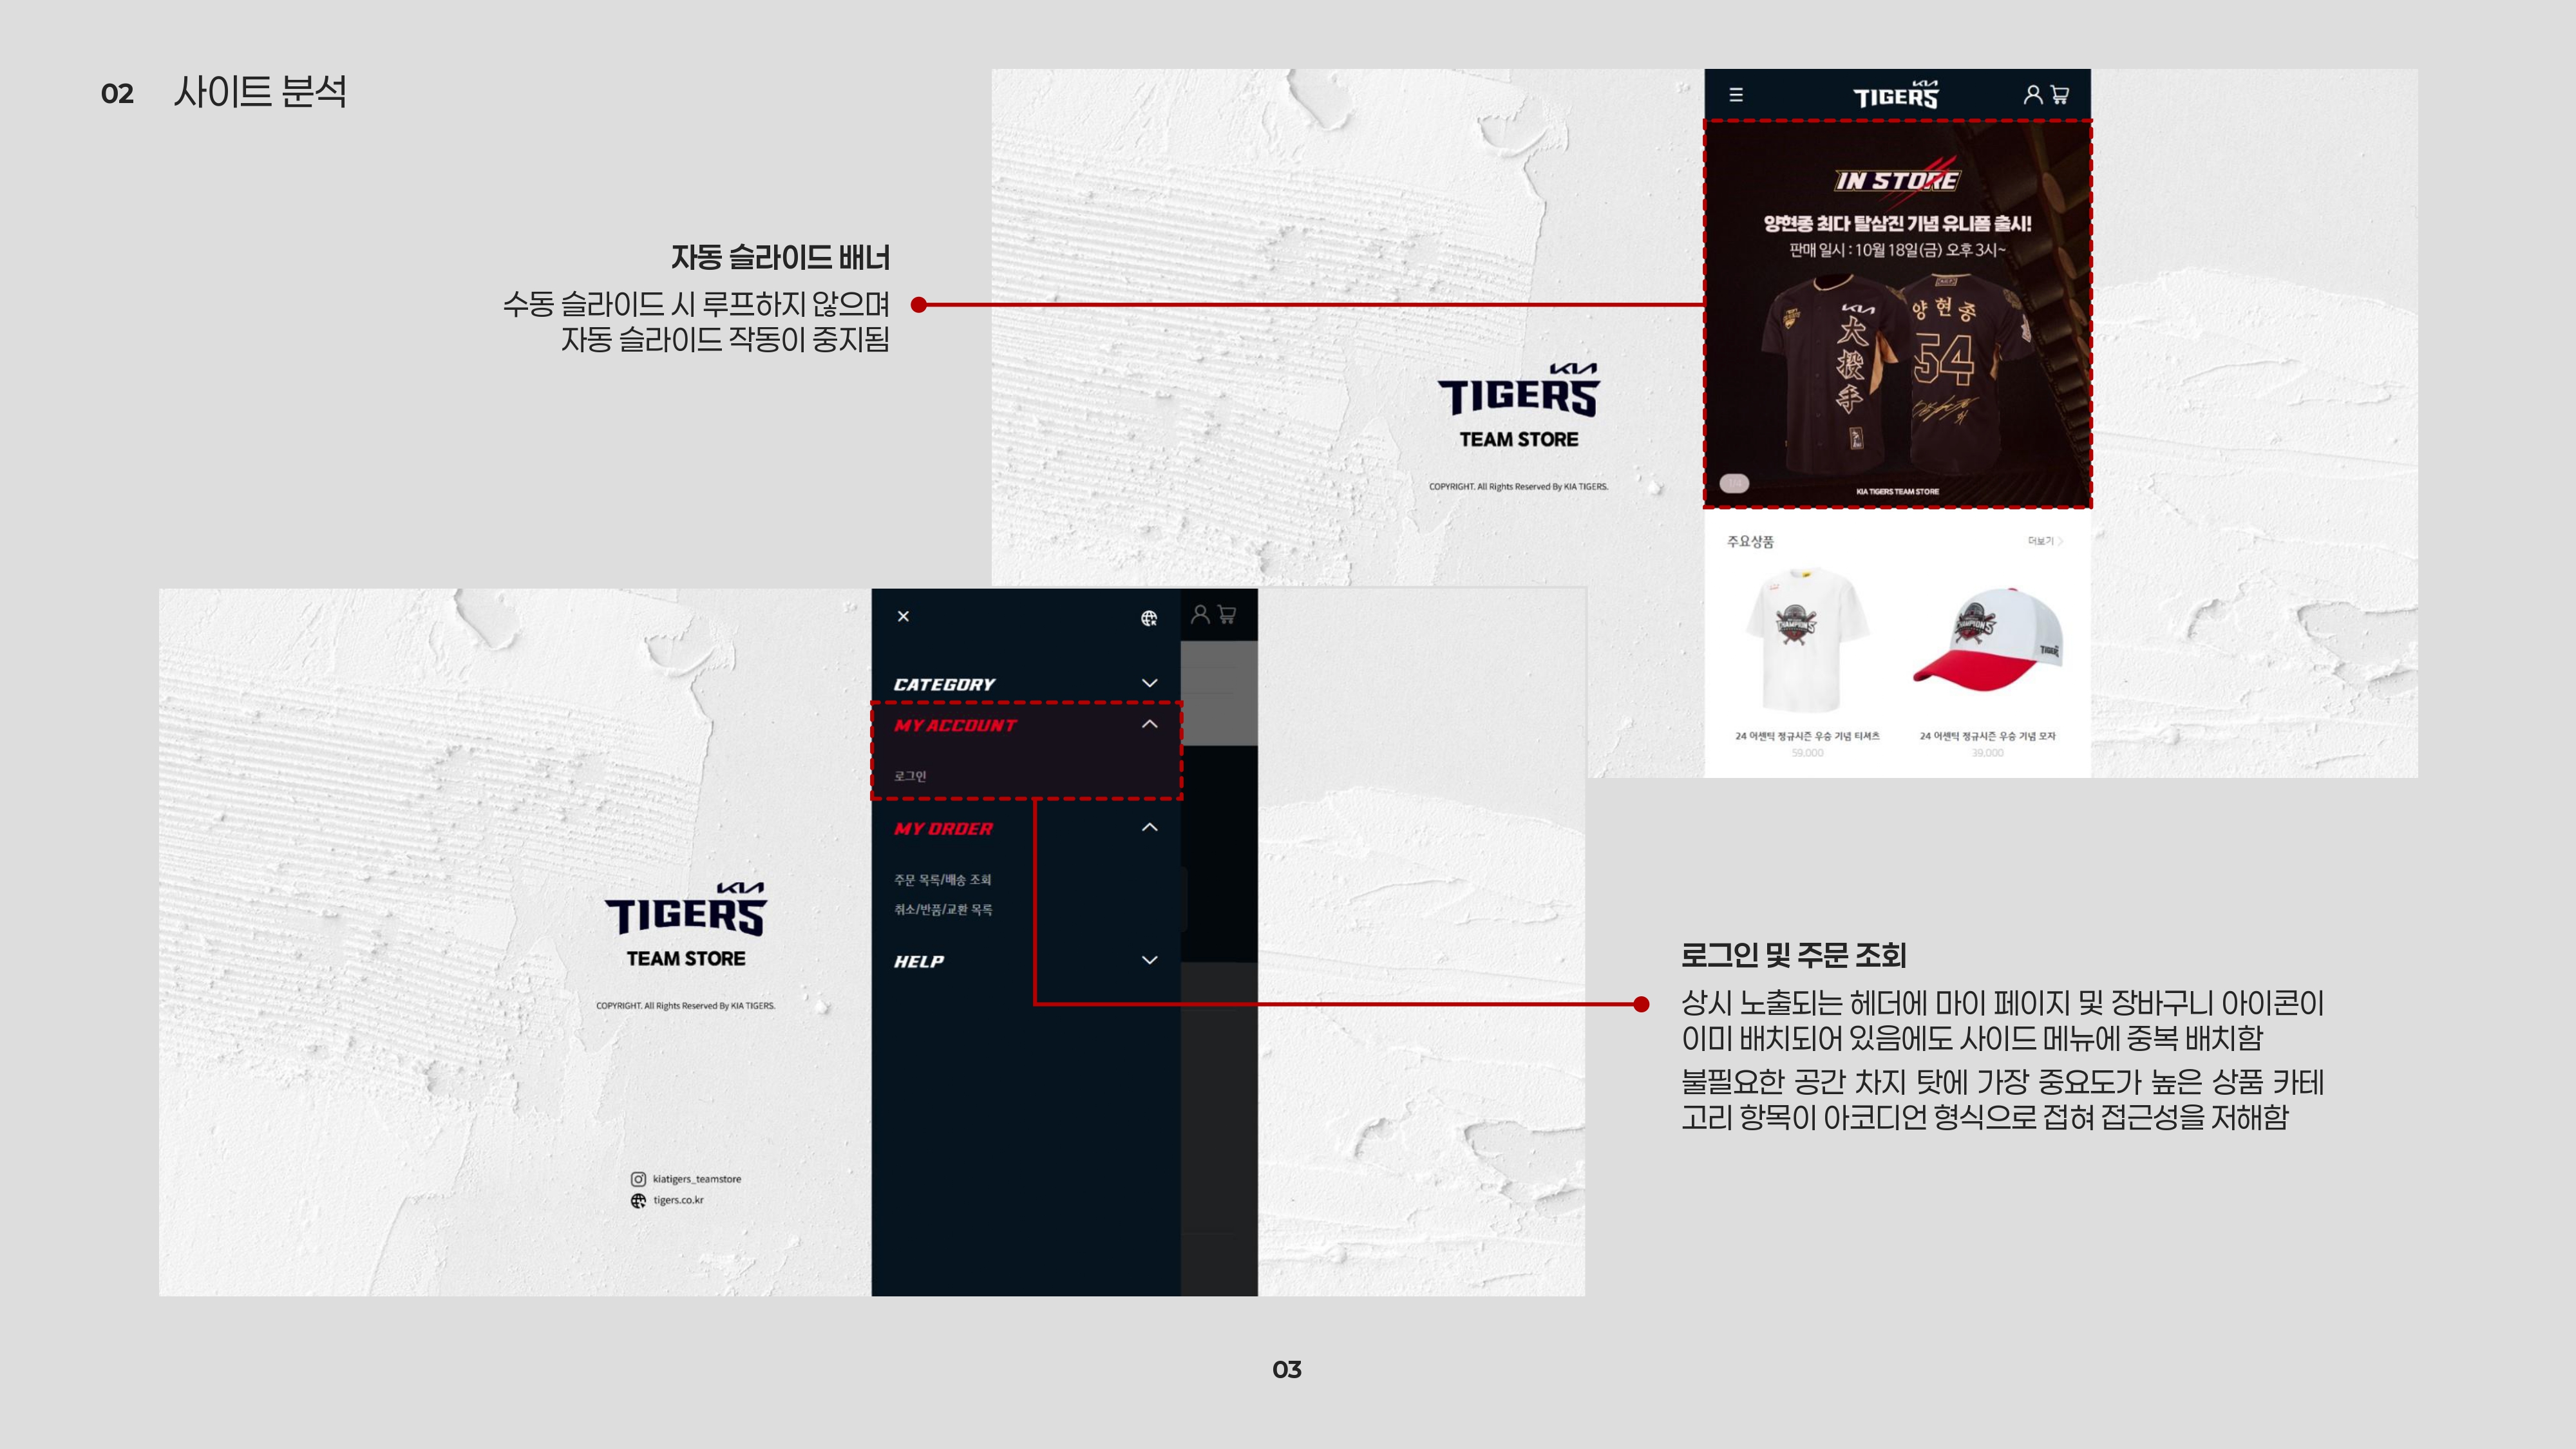 02 사이트 분석
자동 슬라이드 배너
수동 슬라이드 시 루프하지 않으며
자동 슬라이드 작동이 중지됨
KIA
TIGERS
TEAM STORE
COPYRIGHT. All Rights Reserved By KIA TIGERS.
KIA
TIGERS
IN STORE
양현종 최다 탈삼진 기념 유니폼 출시!
판매 일시 : 10월 18일(금) 오후 3시~
KIA
大
投
手
양현종
54
KIA TIGERS TEAM STORE
주요상품
더보기
CHAMPIONS
CHAMPIONS
TIGERS
24 어센틱 정규시즌 우승 기념 티셔츠
59,000
24 어센틱 정규시즌 우승 기념 모자
39,000
KIA
TIGERS
TEAM STORE
COPYRIGHT. All Rights Reserved By KIA TIGERS.
kiatigers_teamstore
tigers.co.kr
CATEGORY
MY ACCOUNT
로그인
MY ORDER
주문 목록/배송 조회
취소/반품/교환 목록
HELP
로그인 및 주문 조회
상시 노출되는 헤더에 마이 페이지 및 장바구니 아이콘이
이미 배치되어 있음에도 사이드 메뉴에 중복 배치함
불필요한 공간 차지 탓에 가장 중요도가 높은 상품 카테
고리 항목이 아코디언 형식으로 접혀 접근성을 저해함
03